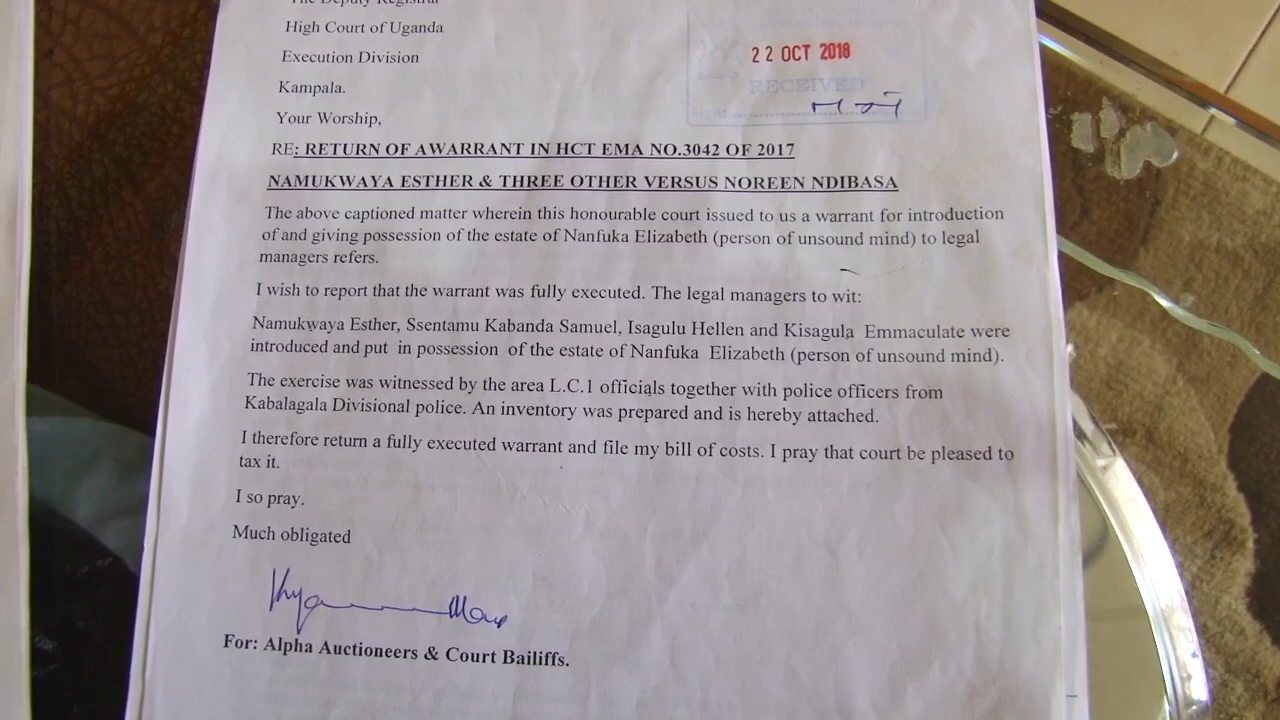 The Deputy Registrar
High Court of Uganda
Execution Division
Kampala.
Your Worship,
22 OCT 2018
RECEIVED
RE: RETURN OF AWARRANT IN HCT EMA NO.3042 OF 2017
NAMUKWAYA ESTHER & THREE OTHER VERSUS NOREEN NDIBASA
The above captioned matter wherein this honourable court issued to us a warrant for introduction
of and giving possession of the estate of Nanfuka Elizabeth (person of unsound mind) to legal
managers refers.
I wish to report that the warrant was fully executed. The legal managers to wit:
Namukwaya Esther, Ssentamu Kabanda Samuel, Isagulu Hellen and Kisagula Emmaculate were
introduced and put in possession of the estate of Nanfuka Elizabeth (person of unsound mind).
The exercise was witnessed by the area L.C.1 officials together with police officers from
Kabalagala Divisional police. An inventory was prepared and is hereby attached.
I therefore return a fully executed warrant and file my bill of costs. I pray that court be pleased to
tax it.
I so pray.
Much obligated
For: Alpha Auctioneers & Court Bailiffs.